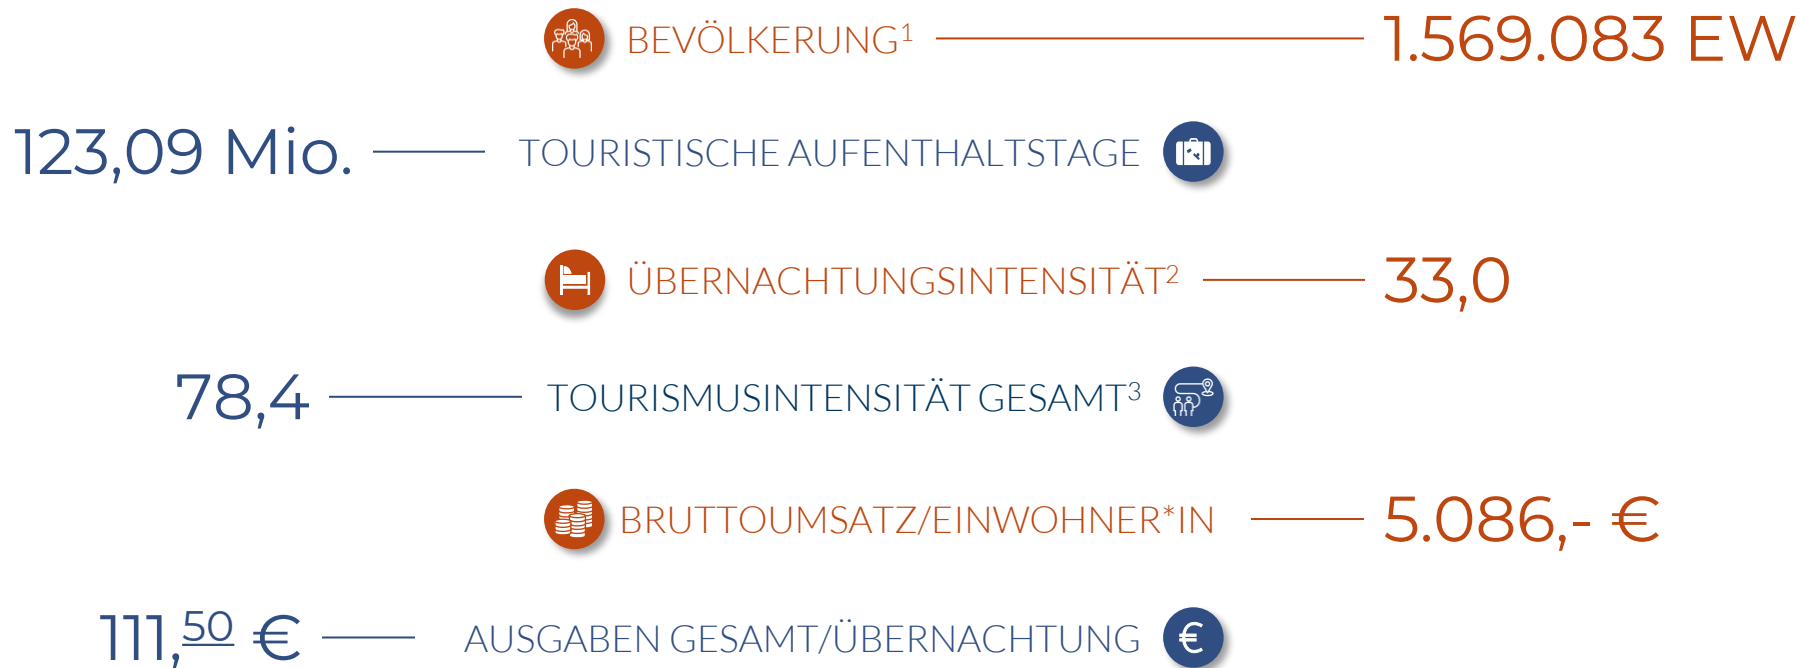 BEVÖLKERUNG¹ 1.569.083 EW
123,09 Mio. TOURISTISCHE AUFENTHALTSTAGE
ÜBERNACHTUNGSINTENSITÄT² 33,0
78,4 TOURISMUSINTENSITÄT GESAMT³
BRUTTOUMSATZ/EINWOHNER*IN 5.086,- €
111,50 € AUSGABEN GESAMT/ÜBERNACHTUNG €